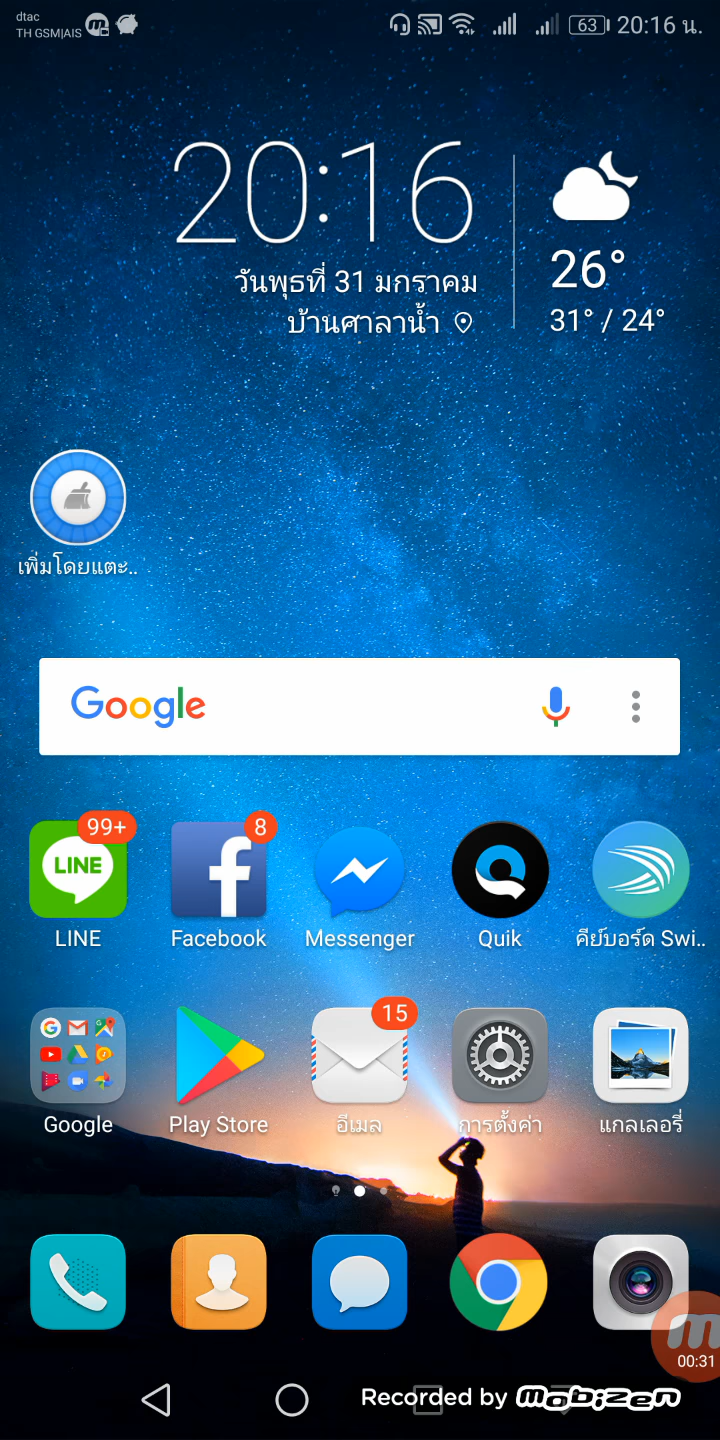 dtac
TH GSM|AIS
63 20:16 น.
20:16
วันพุธที่ 31 มกราคม
บ้านศาลาน้ำ
26°
31° / 24°
เพิ่มโดยแตะ..
Google
99+
8
LINE
LINE
Facebook
Messenger
Quik
คีย์บอร์ด Swi..
15
Google
Play Store
อีเมล
การตั้งค่า
แกลเลอรี่
00:31
Recorded by mobizen